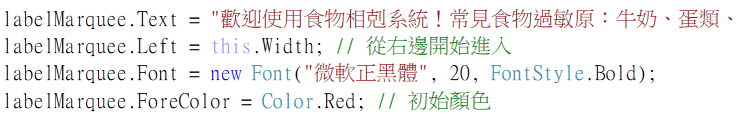 labelMarquee.Text = "歡迎使用食物相剋系統！常見食物過敏原：牛奶、蛋類、
labelMarquee.Left = this.Width; // 從右邊開始進入
labelMarquee.Font = new Font("微軟正黑體", 20, FontStyle.Bold);
labelMarquee.ForeColor = Color.Red; // 初始顏色